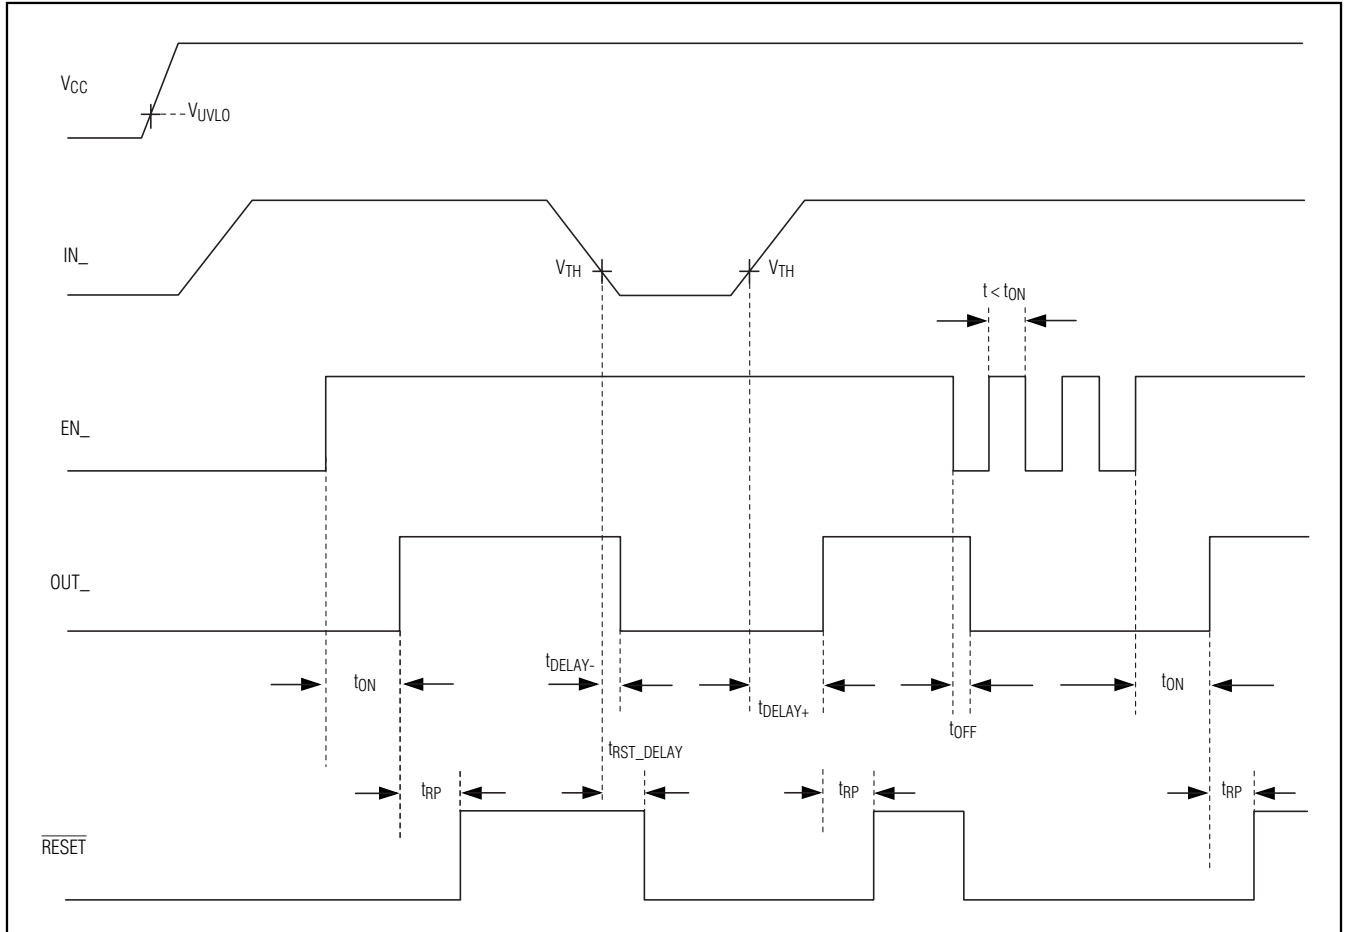 VCC
VUVLO
IN_
VTH
VTH
t < tON
EN_
OUT_
tON
tDELAY-
tDELAY+
tOFF
tON
tRST_DELAY
tRP
tRP
tRP
RESET